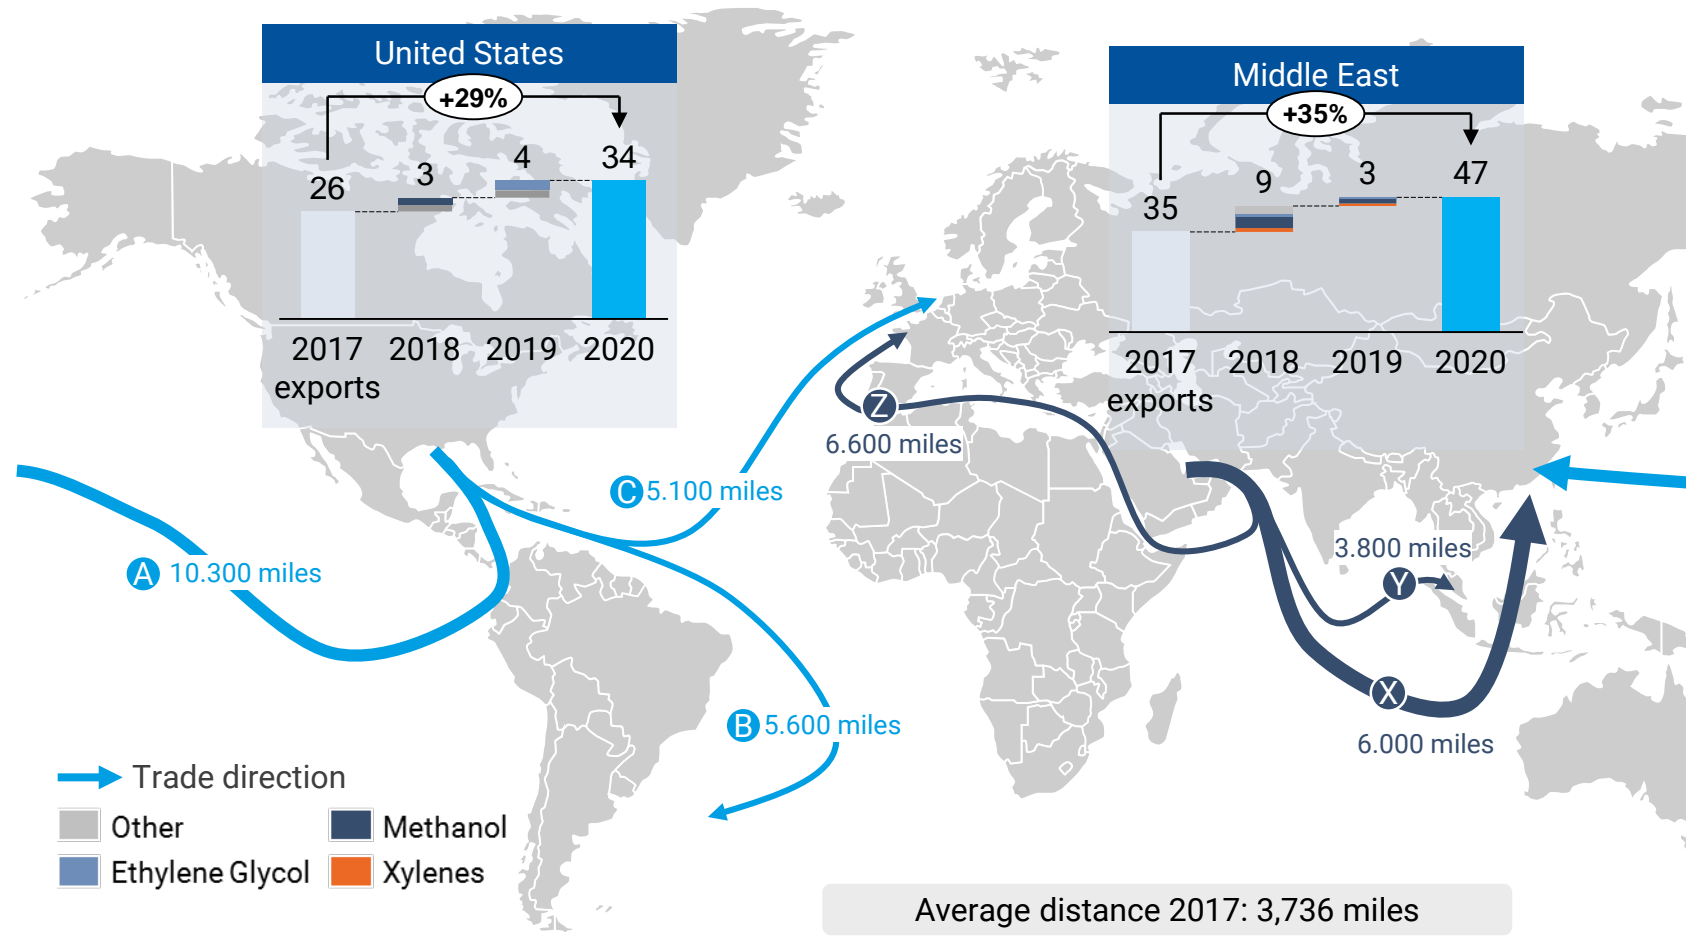 United States
+29%
26
3
4
34
2017
2018
2019
2020
exports
Middle East
+35%
35
9
3
47
2017
2018
2019
2020
exports
Z
6.600 miles
C 5.100 miles
A 10.300 miles
B 5.600 miles
3.800 miles
Y
X
6.000 miles
Trade direction
Other
Methanol
Ethylene Glycol
Xylenes
Average distance 2017: 3,736 miles